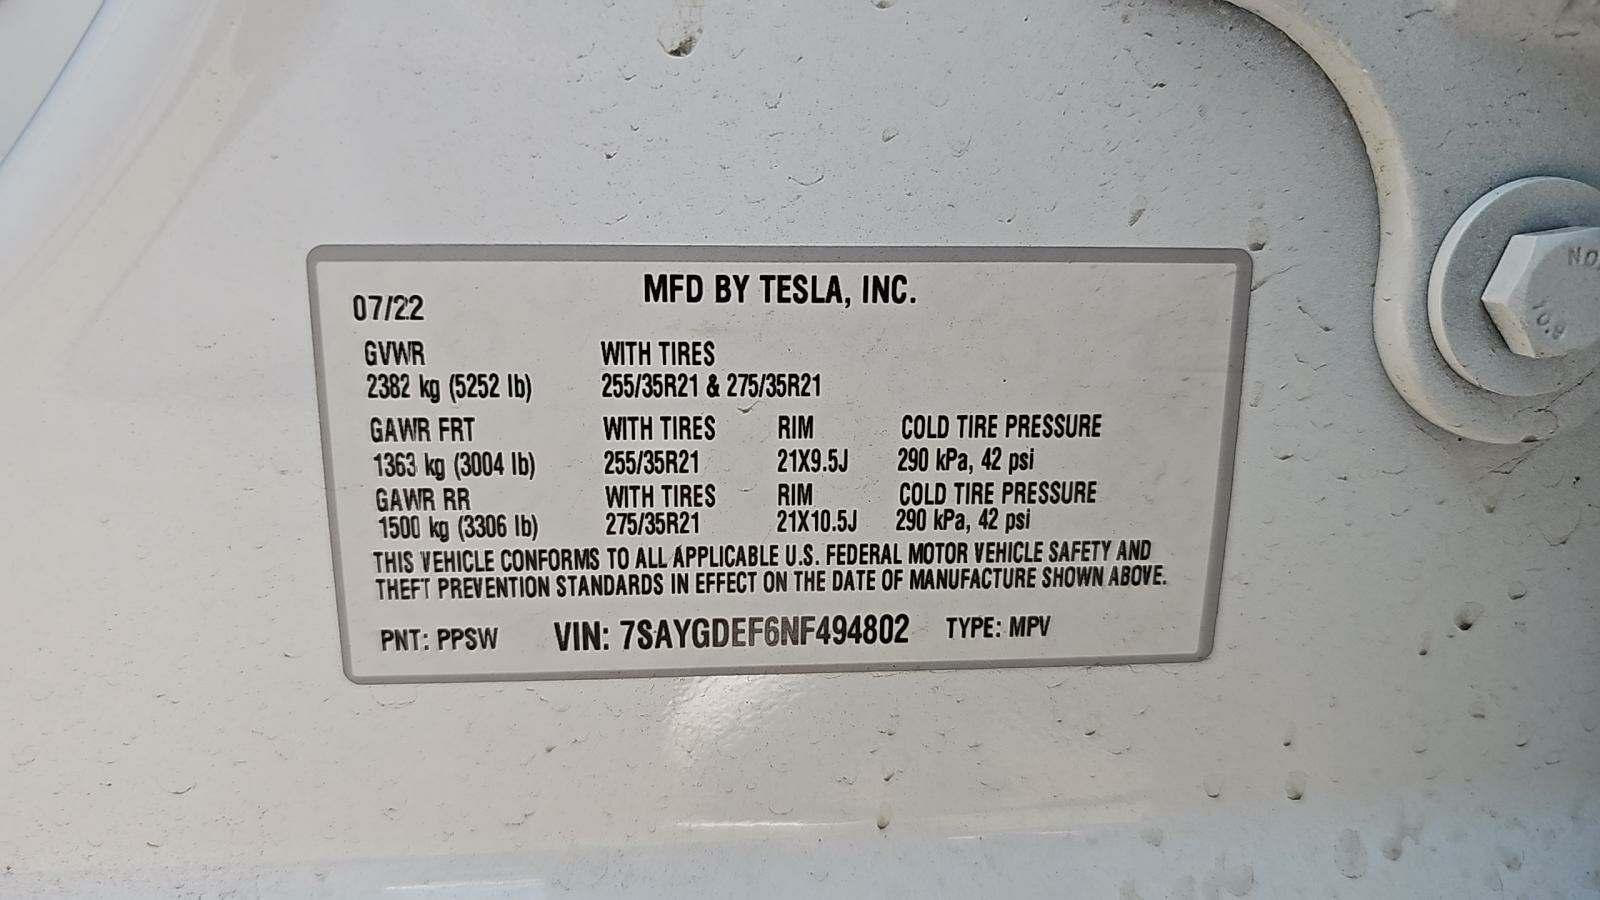 MFD BY TESLA, INC.
07/22
GVWR WITH TIRES
2382 kg (5252 lb) 255/35R21 & 275/35R21
GAWR FRT WITH TIRES RIM COLD TIRE PRESSURE
1363 kg (3004 lb) 255/35R21 21X9.5J 290 kPa, 42 psi
GAWR RR WITH TIRES RIM COLD TIRE PRESSURE
1500 kg (3306 lb) 275/35R21 21X10.5J 290 kPa, 42 psi
THIS VEHICLE CONFORMS TO ALL APPLICABLE U.S. FEDERAL MOTOR VEHICLE SAFETY AND
THEFT PREVENTION STANDARDS IN EFFECT ON THE DATE OF MANUFACTURE SHOWN ABOVE.
PNT: PPSW VIN: 7SAYGDEF6NF494802 TYPE: MPV
10.9